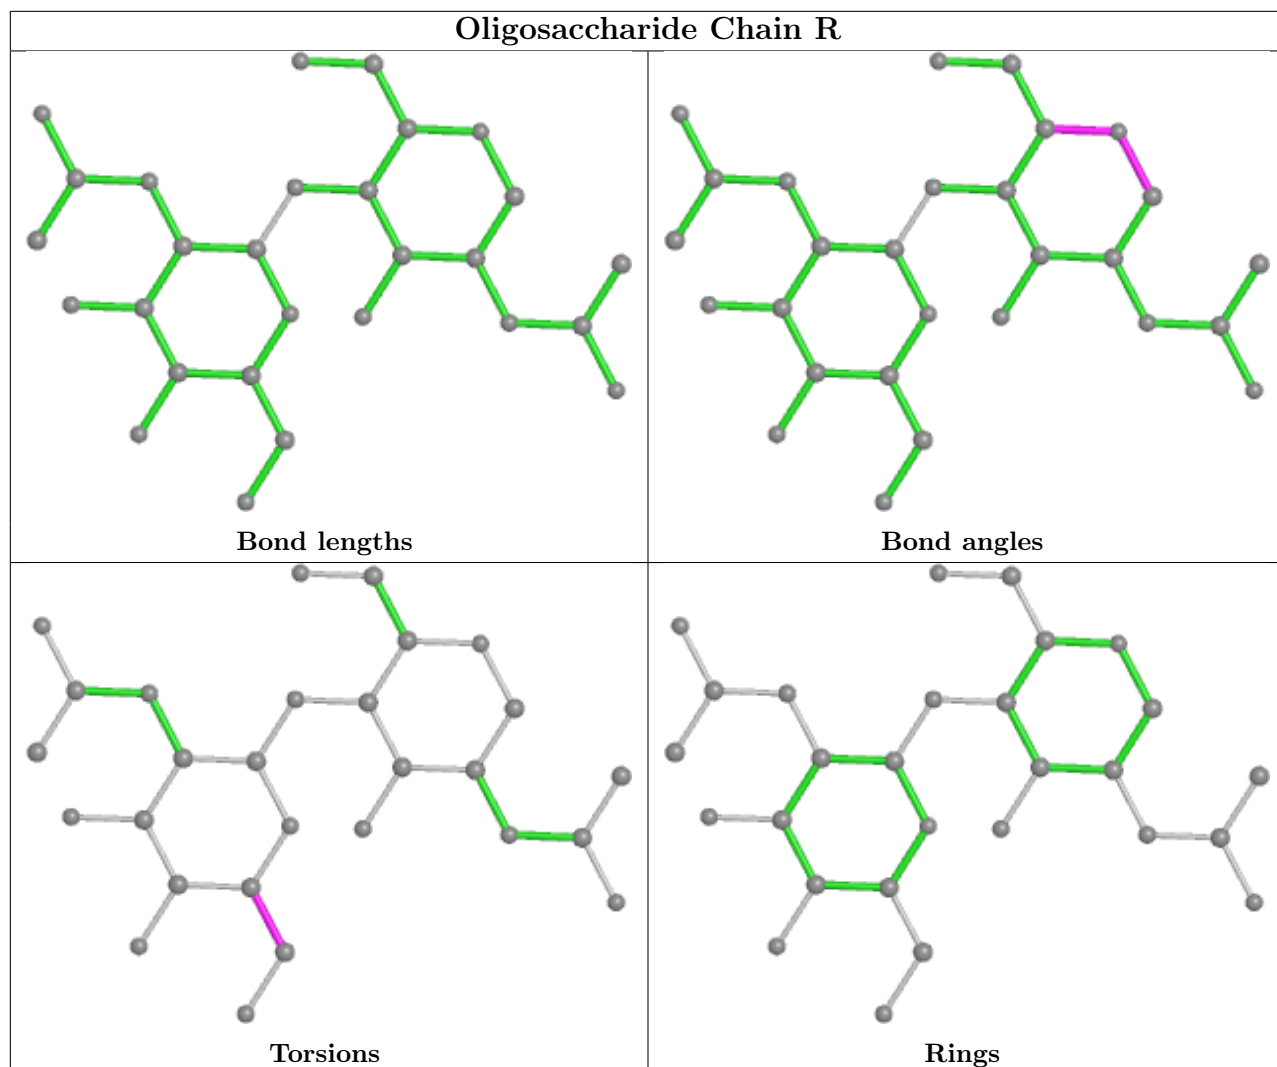 Oligosaccharide Chain R
Bond lengths
Bond angles
Torsions
Rings